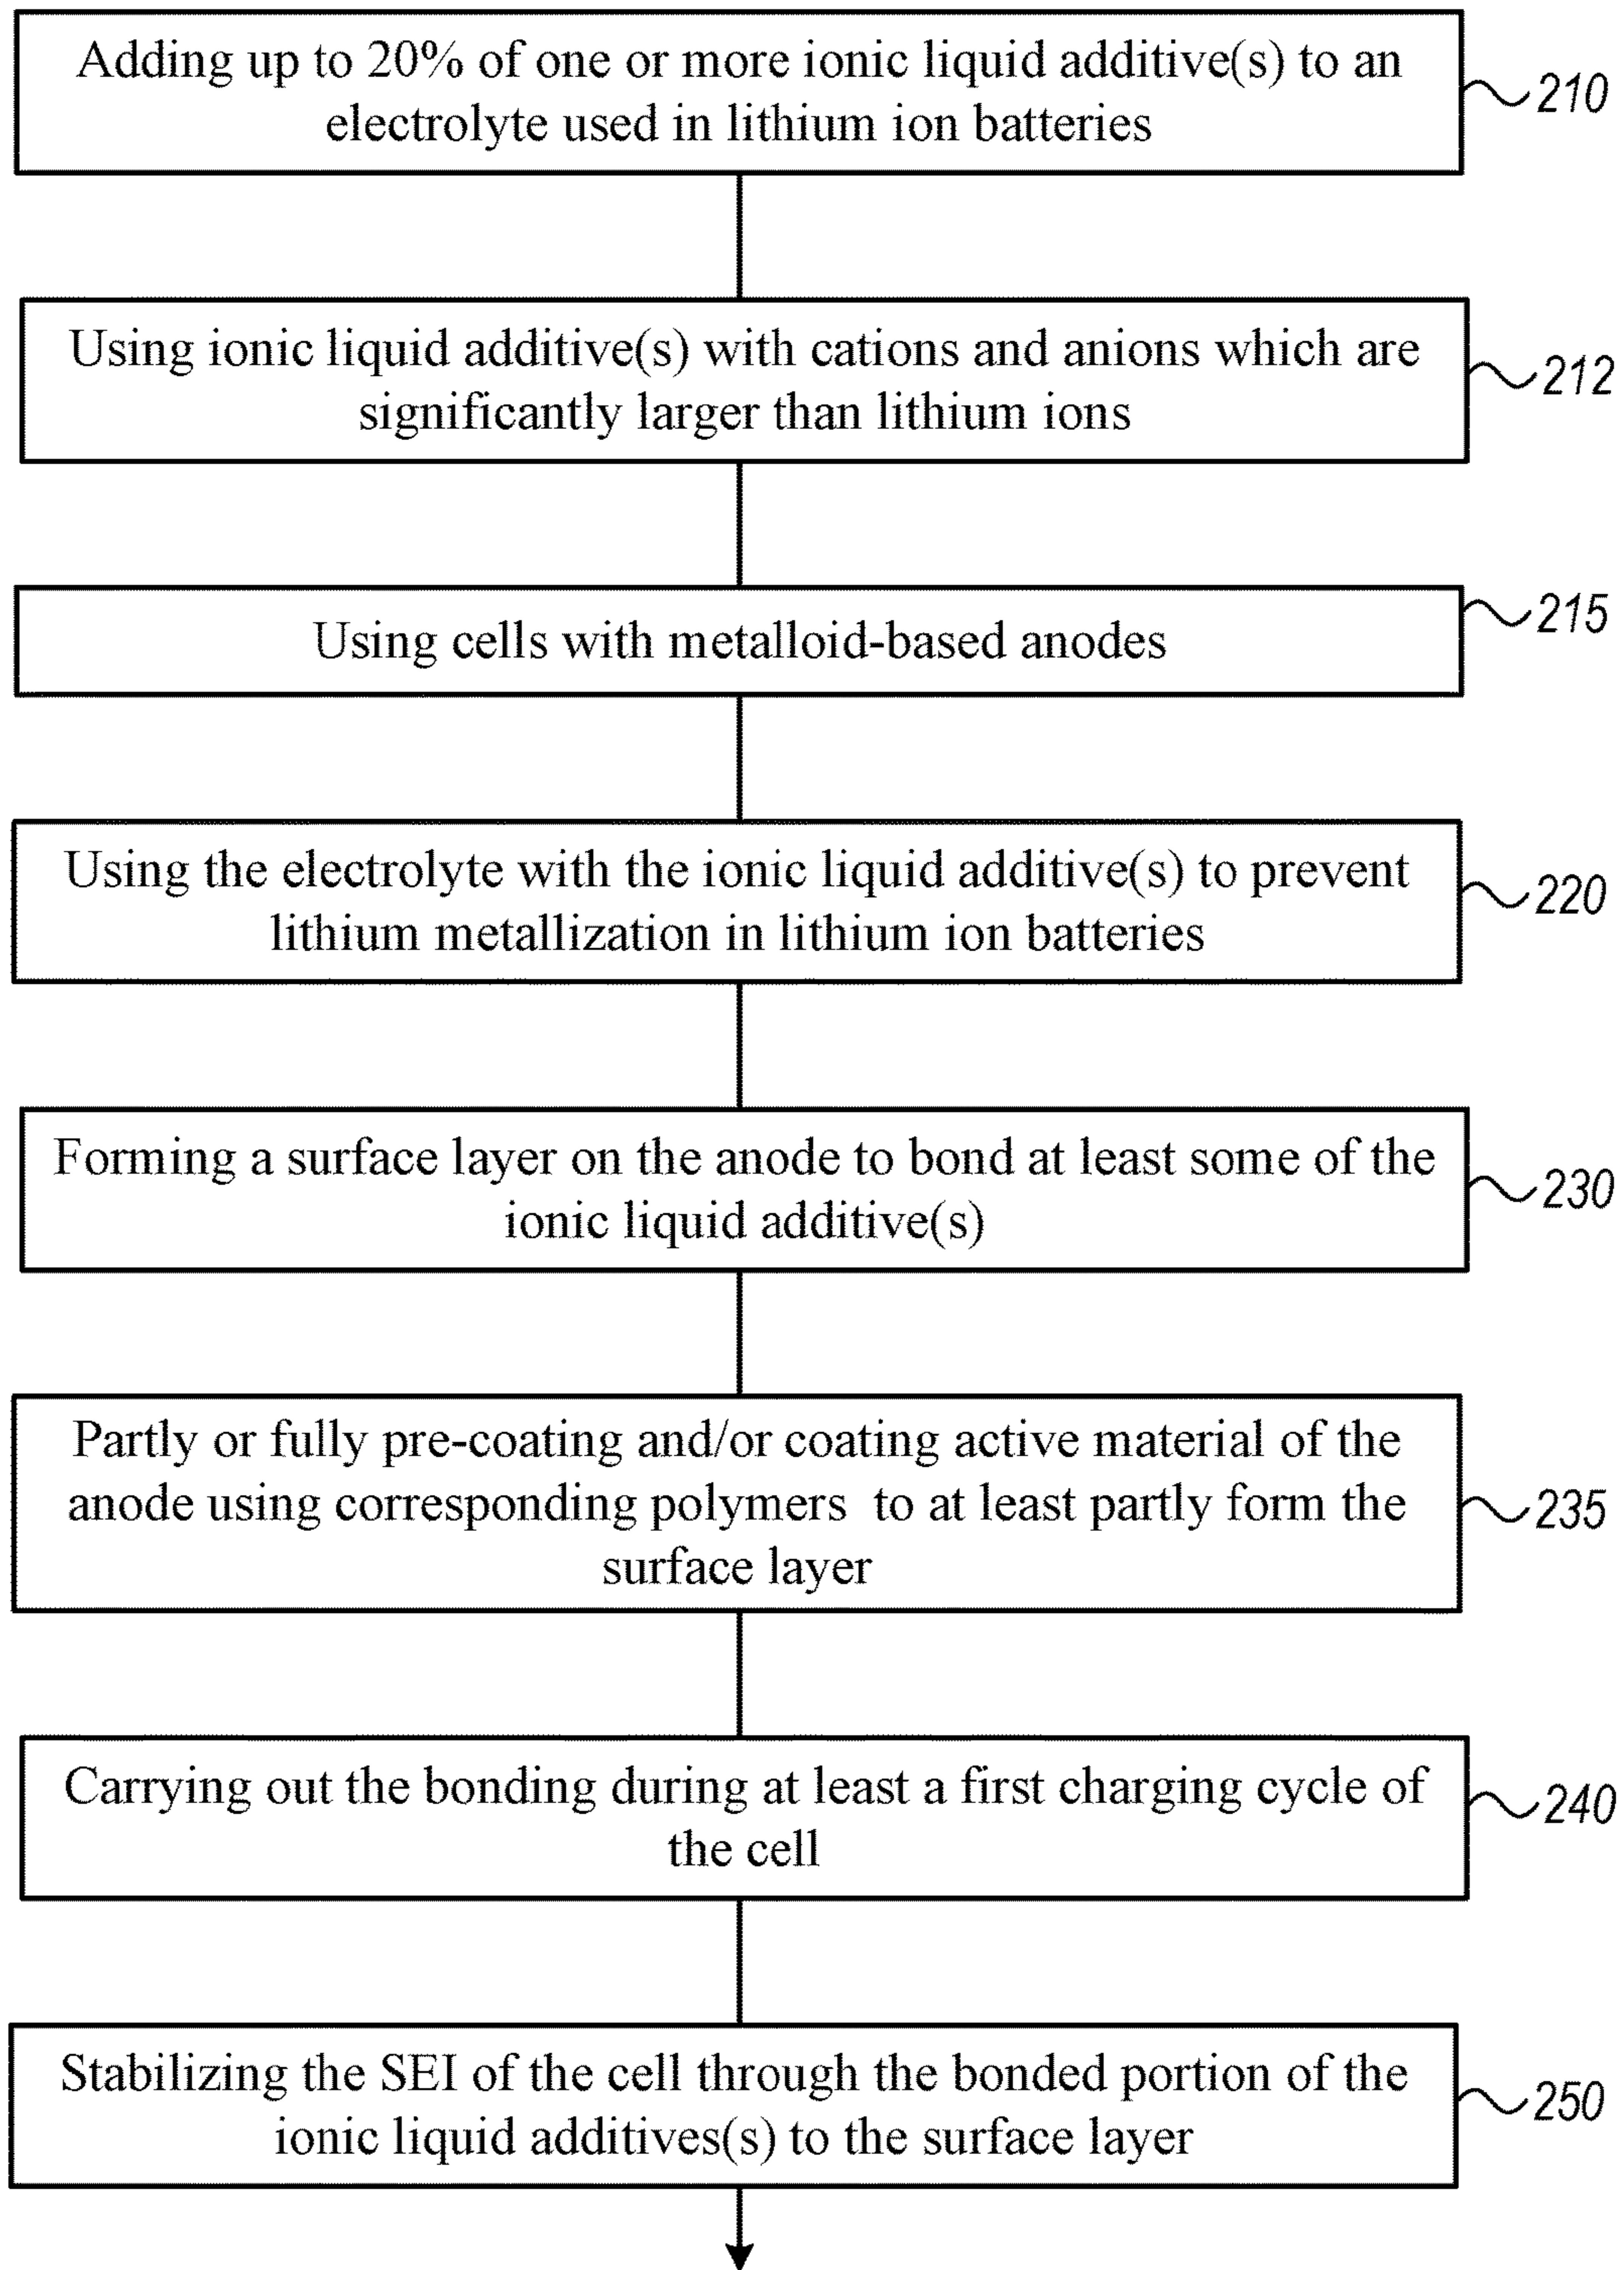 Adding up to 20% of one or more ionic liquid additive(s) to an
electrolyte used in lithium ion batteries
210
Using ionic liquid additive(s) with cations and anions which are
significantly larger than lithium ions
212
Using cells with metalloid-based anodes
215
Using the electrolyte with the ionic liquid additive(s) to prevent
lithium metallization in lithium ion batteries
220
Forming a surface layer on the anode to bond at least some of the
ionic liquid additive(s)
230
Partly or fully pre-coating and/or coating active material of the
anode using corresponding polymers to at least partly form the
surface layer
235
Carrying out the bonding during at least a first charging cycle of
the cell
240
Stabilizing the SEI of the cell through the bonded portion of the
ionic liquid additives(s) to the surface layer
250